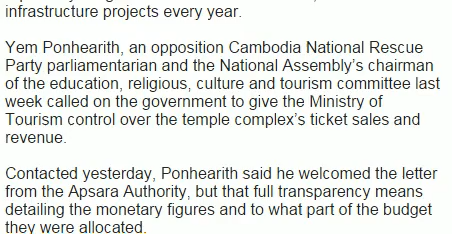 infrastructure projects every year.
Yem Ponhearith, an opposition Cambodia National Rescue
Party parliamentarian and the National Assembly's chairman
of the education, religious, culture and tourism committee last
week called on the government to give the Ministry of
Tourism control over the temple complex's ticket sales and
revenue.
Contacted yesterday, Ponhearith said he welcomed the letter
from the Apsara Authority, but that full transparency means
detailing the monetary figures and to what part of the budget
they were allocated.